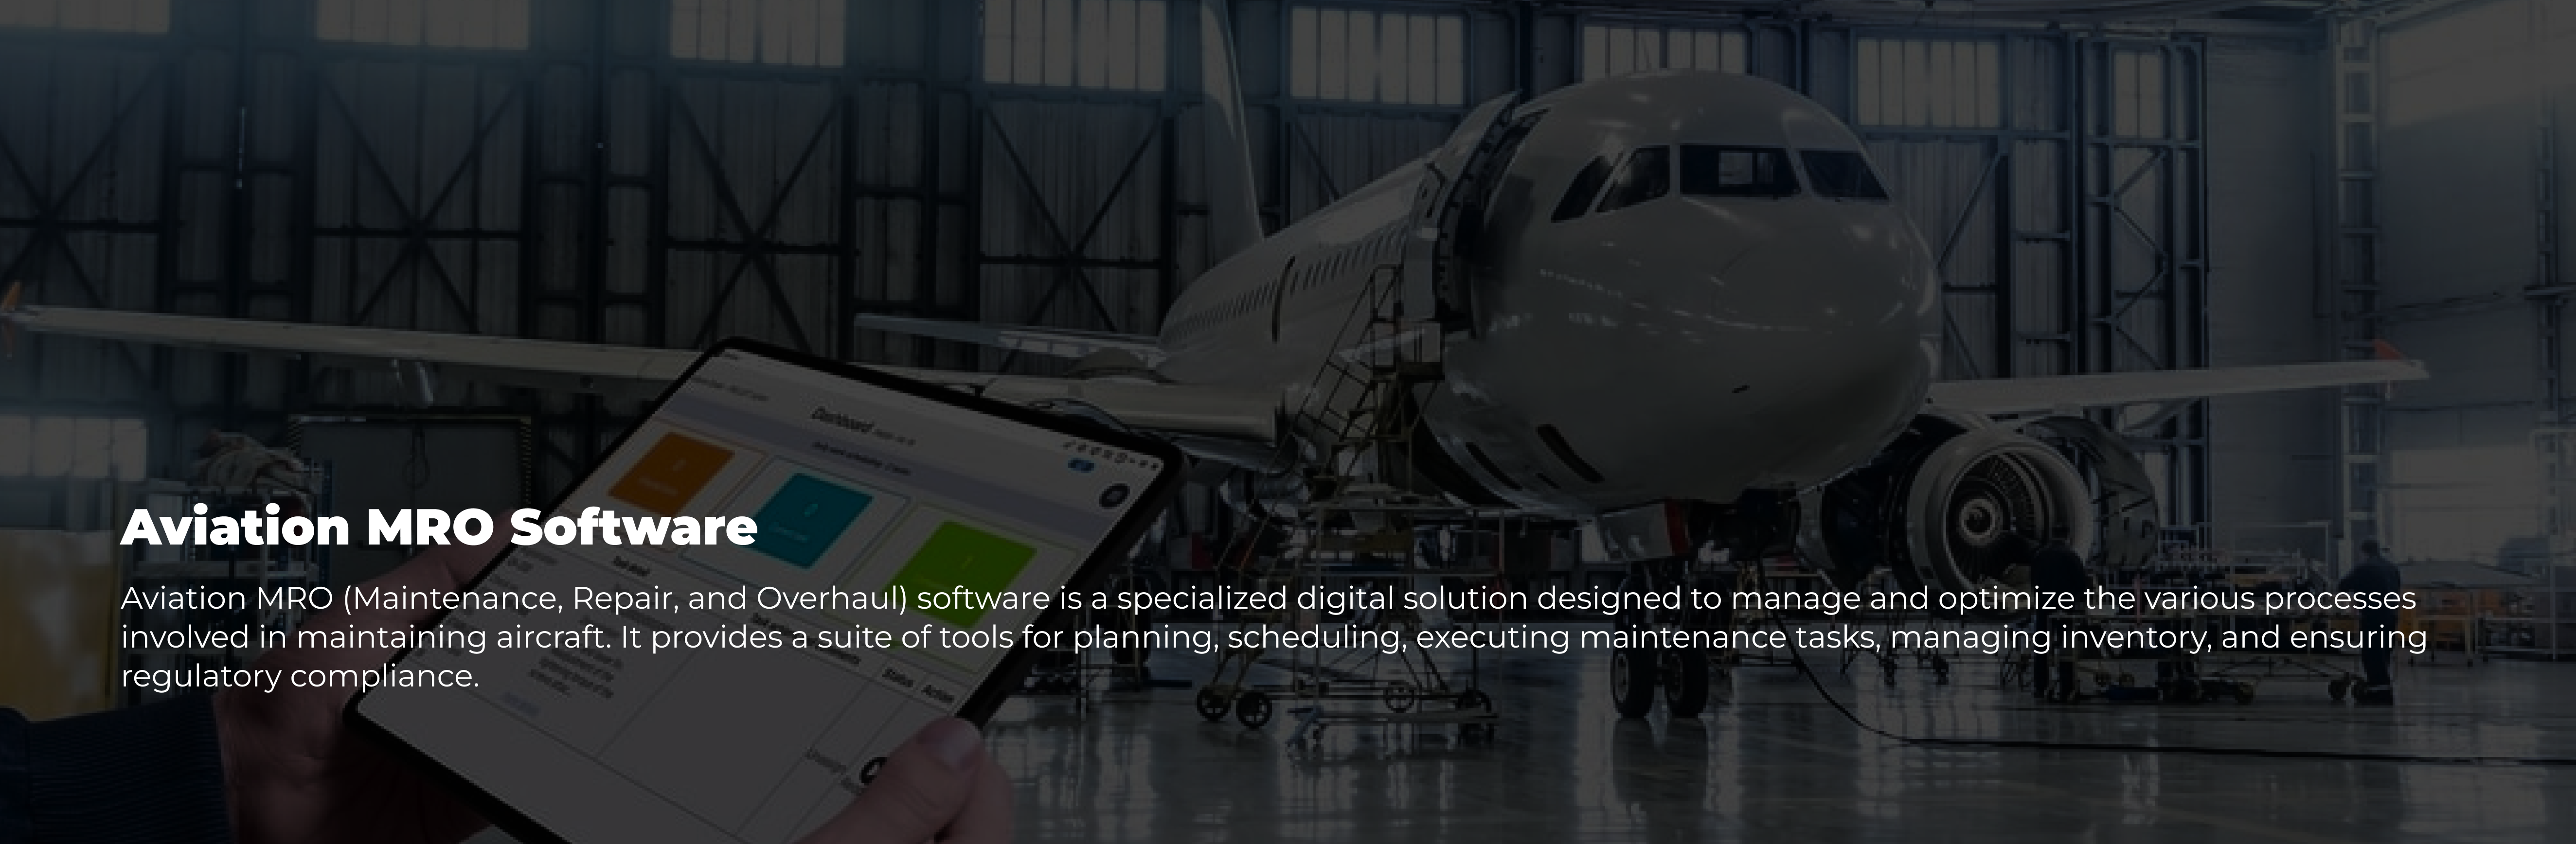 Dashboard
Status Action
Aviation MRO Software
Aviation MRO (Maintenance, Repair, and Overhaul) software is a specialized digital solution designed to manage and optimize the various processes
involved in maintaining aircraft. It provides a suite of tools for planning, scheduling, executing maintenance tasks, managing inventory, and ensuring
regulatory compliance.